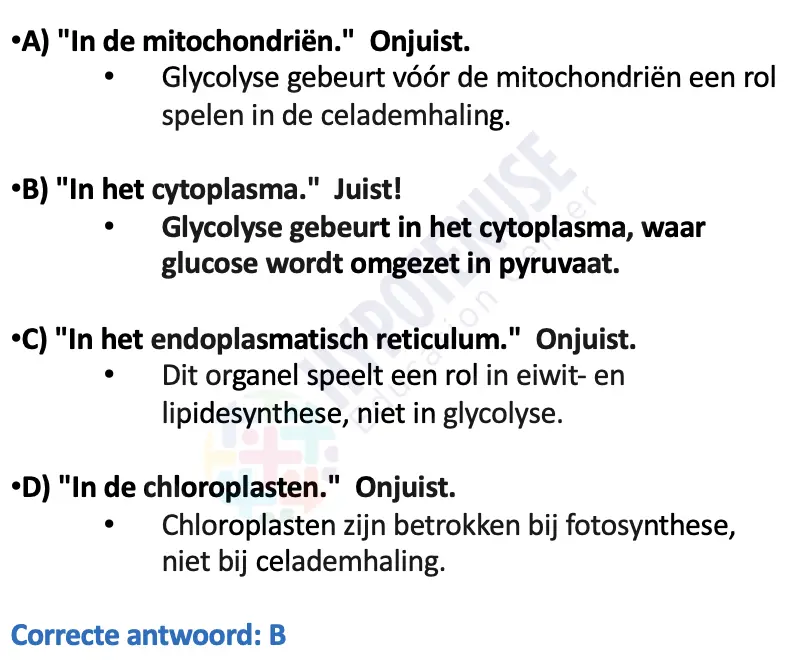 •A) "In de mitochondriën." Onjuist.
• Glycolyse gebeurt vóór de mitochondriën een rol
spelen in de celademhaling.
•B) "In het cytoplasma." Juist!
• Glycolyse gebeurt in het cytoplasma, waar
glucose wordt omgezet in pyruvaat.
•C) "In het endoplasmatisch reticulum." Onjuist.
• Dit organel speelt een rol in eiwit- en
lipidesynthese, niet in glycolyse.
•D) "In de chloroplasten." Onjuist.
• Chloroplasten zijn betrokken bij fotosynthese,
niet bij celademhaling.
Correcte antwoord: B
HYPOTENUSE
Education Center